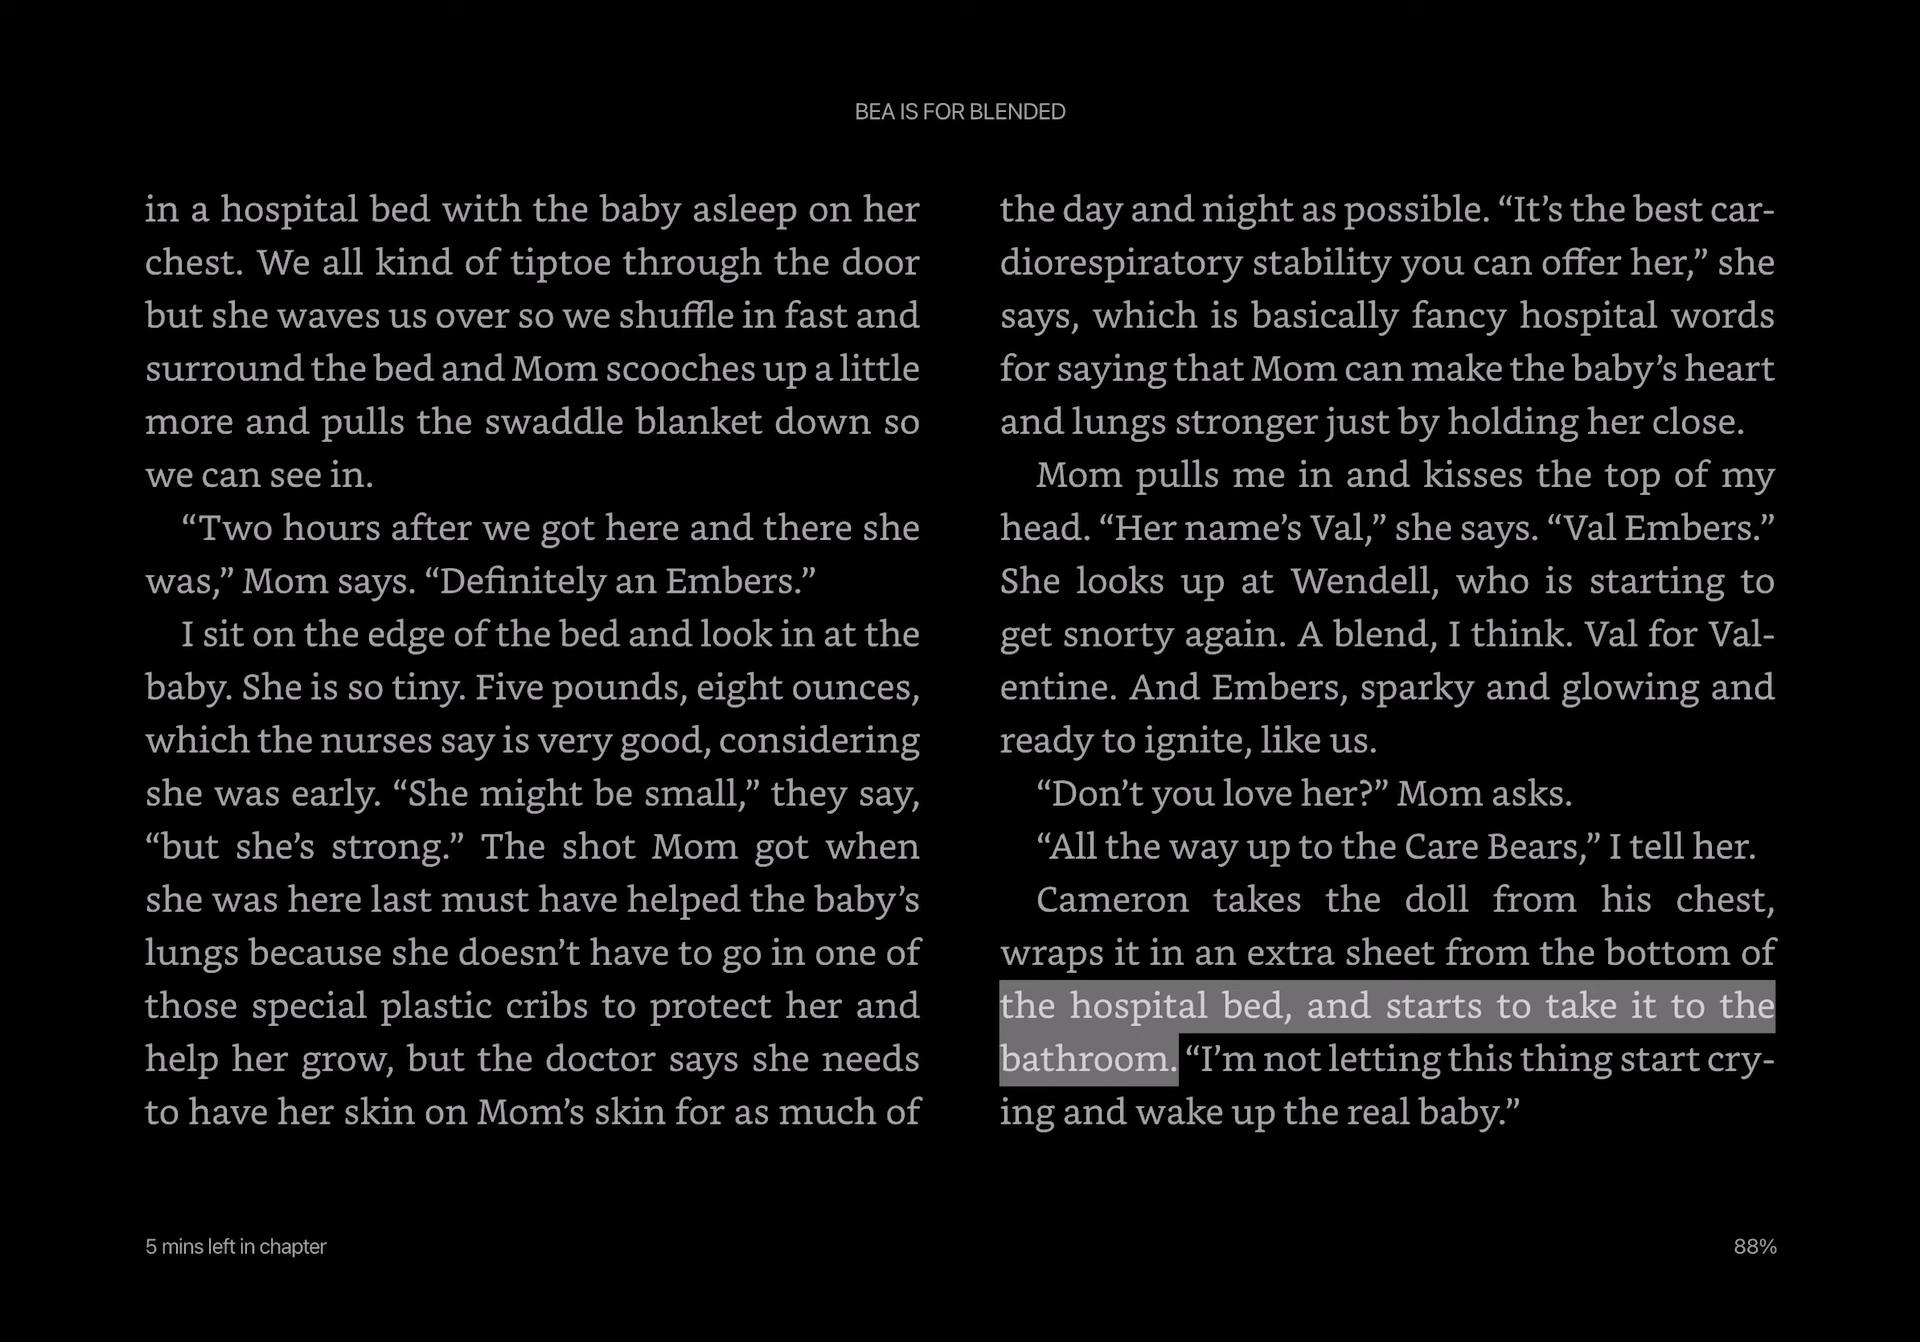 BEA IS FOR BLENDED
in a hospital bed with the baby asleep on her
chest. We all kind of tiptoe through the door
but she waves us over so we shuffle in fast and
surround the bed and Mom scooches up a little
more and pulls the swaddle blanket down so
we can see in.
“Two hours after we got here and there she
was,” Mom says. “Definitely an Embers.”
I sit on the edge of the bed and look in at the
baby. She is so tiny. Five pounds, eight ounces,
which the nurses say is very good, considering
she was early. “She might be small,” they say,
“but she’s strong.” The shot Mom got when
she was here last must have helped the baby’s
lungs because she doesn’t have to go in one of
those special plastic cribs to protect her and
help her grow, but the doctor says she needs
to have her skin on Mom’s skin for as much of
the day and night as possible. “It’s the best car-
diorespiratory stability you can offer her,” she
says, which is basically fancy hospital words
for saying that Mom can make the baby’s heart
and lungs stronger just by holding her close.
Mom pulls me in and kisses the top of my
head. “Her name’s Val,” she says. “Val Embers.”
She looks up at Wendell, who is starting to
get snorty again. A blend, I think. Val for Val-
entine. And Embers, sparky and glowing and
ready to ignite, like us.
“Don’t you love her?” Mom asks.
“All the way up to the Care Bears,” I tell her.
Cameron takes the doll from his chest,
wraps it in an extra sheet from the bottom of
the hospital bed, and starts to take it to the
bathroom. “I’m not letting this thing start cry-
ing and wake up the real baby.”
5 mins left in chapter
88%